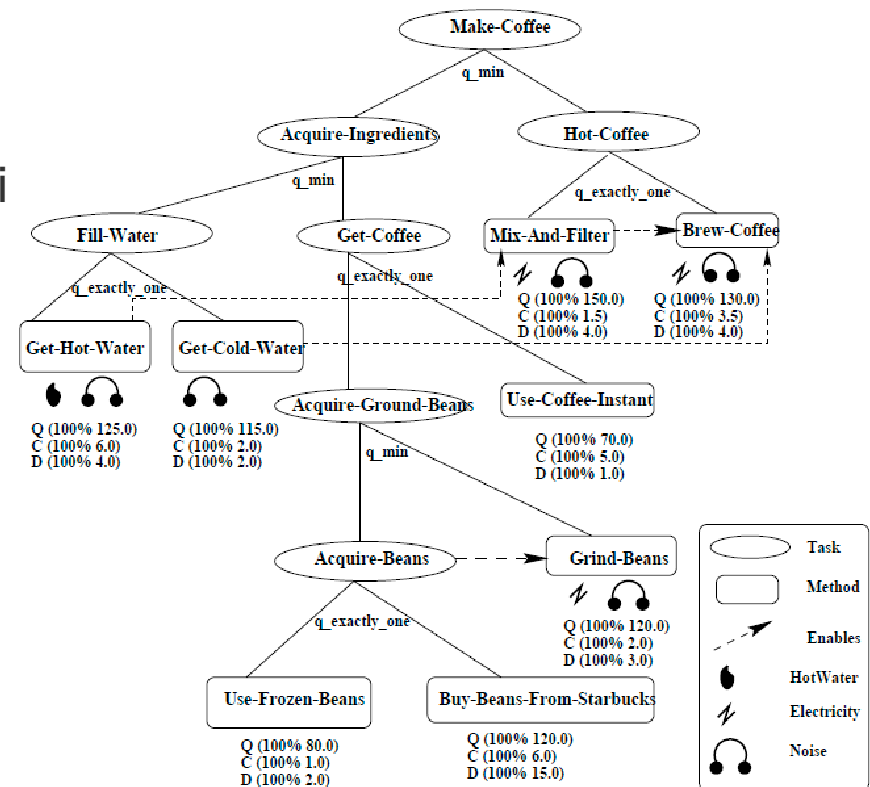 Make-Coffee
q_min
Acquire-Ingredients
Hot-Coffee
q_min
q_exactly_one
i
Fill-Water
Get-Coffee
Mix-And-Filter
Brew-Coffee
q_exactly_one
q_exactly_one
Q (100% 150.0)
C (100% 1.5)
D (100% 4.0)
Q (100% 130.0)
C (100% 3.5)
D (100% 4.0)
Get-Hot-Water
Get-Cold-Water
Q (100% 125.0)
C (100% 6.0)
D (100% 4.0)
Q (100% 115.0)
C (100% 2.0)
D (100% 2.0)
Acquire-Ground-Beans
Use-Coffee-Instant
q_min
Q (100% 70.0)
C (100% 5.0)
D (100% 1.0)
Acquire-Beans
Grind-Beans
q_exactly_one
Q (100% 120.0)
C (100% 2.0)
D (100% 3.0)
Use-Frozen-Beans
Buy-Beans-From-Starbucks
Q (100% 80.0)
C (100% 1.0)
D (100% 2.0)
Q (100% 120.0)
C (100% 6.0)
D (100% 15.0)
Task
Method
Enables
HotWater
Electricity
Noise